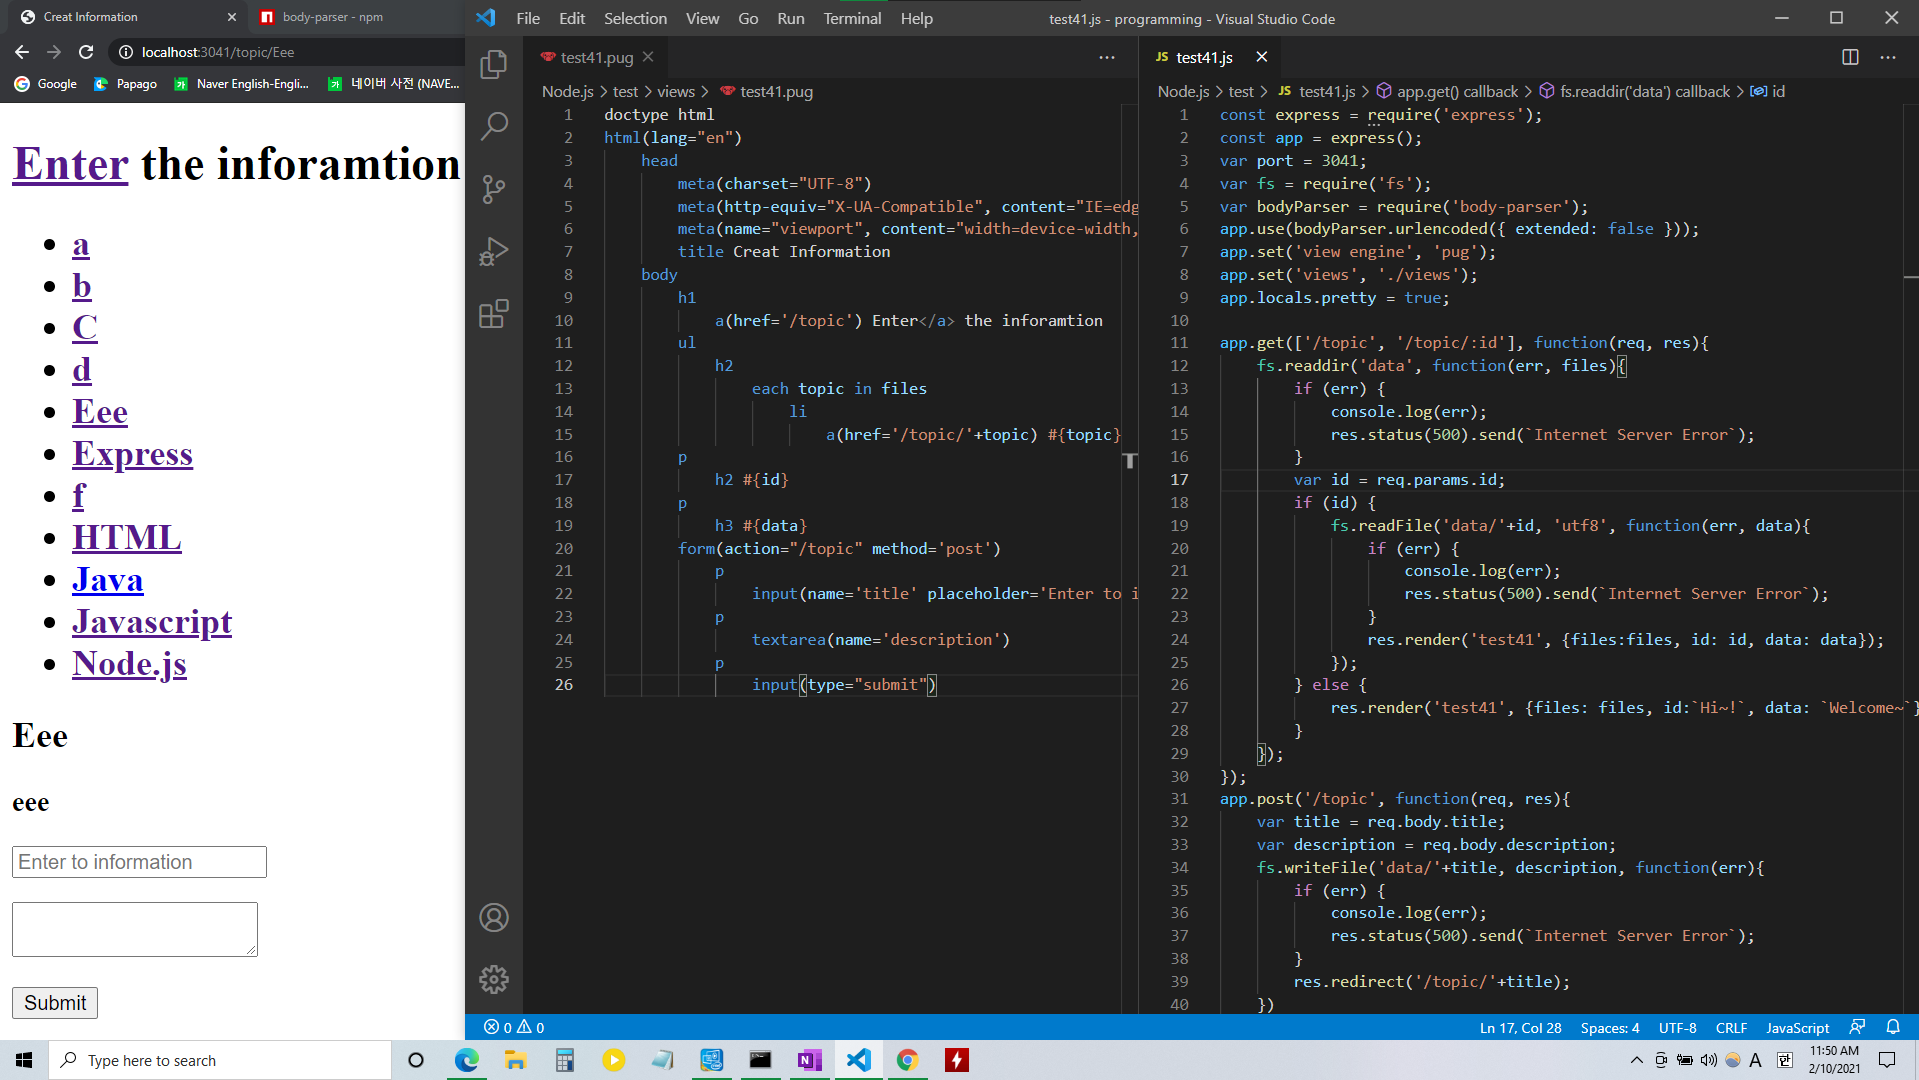 Creat Information
body-parser - npm
localhost:3041/topic/Eee
Google
Papago
Naver English-Engli...
네이버 사전 (NAVE...
Enter the inforamtion
a
b
C
d
Eee
Express
f
HTML
Java
Javascript
Node.js
Eee
eee
Enter to information
Submit
File Edit Selection View Go Run Terminal Help
test41.js - programming - Visual Studio Code
test41.pug
Node.js > test > views > test41.pug
1 doctype html
2 html(lang="en")
3 head
4 meta(charset="UTF-8")
5 meta(http-equiv="X-UA-Compatible", content="IE=edg
6 meta(name="viewport", content="width=device-width,
7 title Creat Information
8 body
9 h1
10 a(href='/topic') Enter</a> the inforamtion
11 ul
12 h2
13 each topic in files
14 li
15 a(href='/topic/'+topic) #{topic}
16 p
17 h2 #{id}
18 p
19 h3 #{data}
20 form(action="/topic" method='post')
21 p
22 input(name='title' placeholder='Enter to i
23 p
24 textarea(name='description')
25 p
26 input(type="submit")
JS test41.js
Node.js > test > JS test41.js > app.get() callback > fs.readdir('data') callback > id
1 const express = require('express');
2 const app = express();
3 var port = 3041;
4 var fs = require('fs');
5 var bodyParser = require('body-parser');
6 app.use(bodyParser.urlencoded({ extended: false }));
7 app.set('view engine', 'pug');
8 app.set('views', './views');
9 app.locals.pretty = true;
10
11 app.get(['/topic', '/topic/:id'], function(req, res){
12 fs.readdir('data', function(err, files){
13 if (err) {
14 console.log(err);
15 res.status(500).send(`Internet Server Error`);
16 }
17 var id = req.params.id;
18 if (id) {
19 fs.readFile('data/'+id, 'utf8', function(err, data){
20 if (err) {
21 console.log(err);
22 res.status(500).send(`Internet Server Error`);
23 }
24 res.render('test41', {files:files, id: id, data: data});
25 });
26 } else {
27 res.render('test41', {files: files, id:`Hi~!`, data: `Welcome~`}
28 }
29 });
30 });
31 app.post('/topic', function(req, res){
32 var title = req.body.title;
33 var description = req.body.description;
34 fs.writeFile('data/'+title, description, function(err){
35 if (err) {
36 console.log(err);
37 res.status(500).send(`Internet Server Error`);
38 }
39 res.redirect('/topic/'+title);
40 })
0 0
Ln 17, Col 28 Spaces: 4 UTF-8 CRLF JavaScript
Type here to search
A
한
11:50 AM
2/10/2021